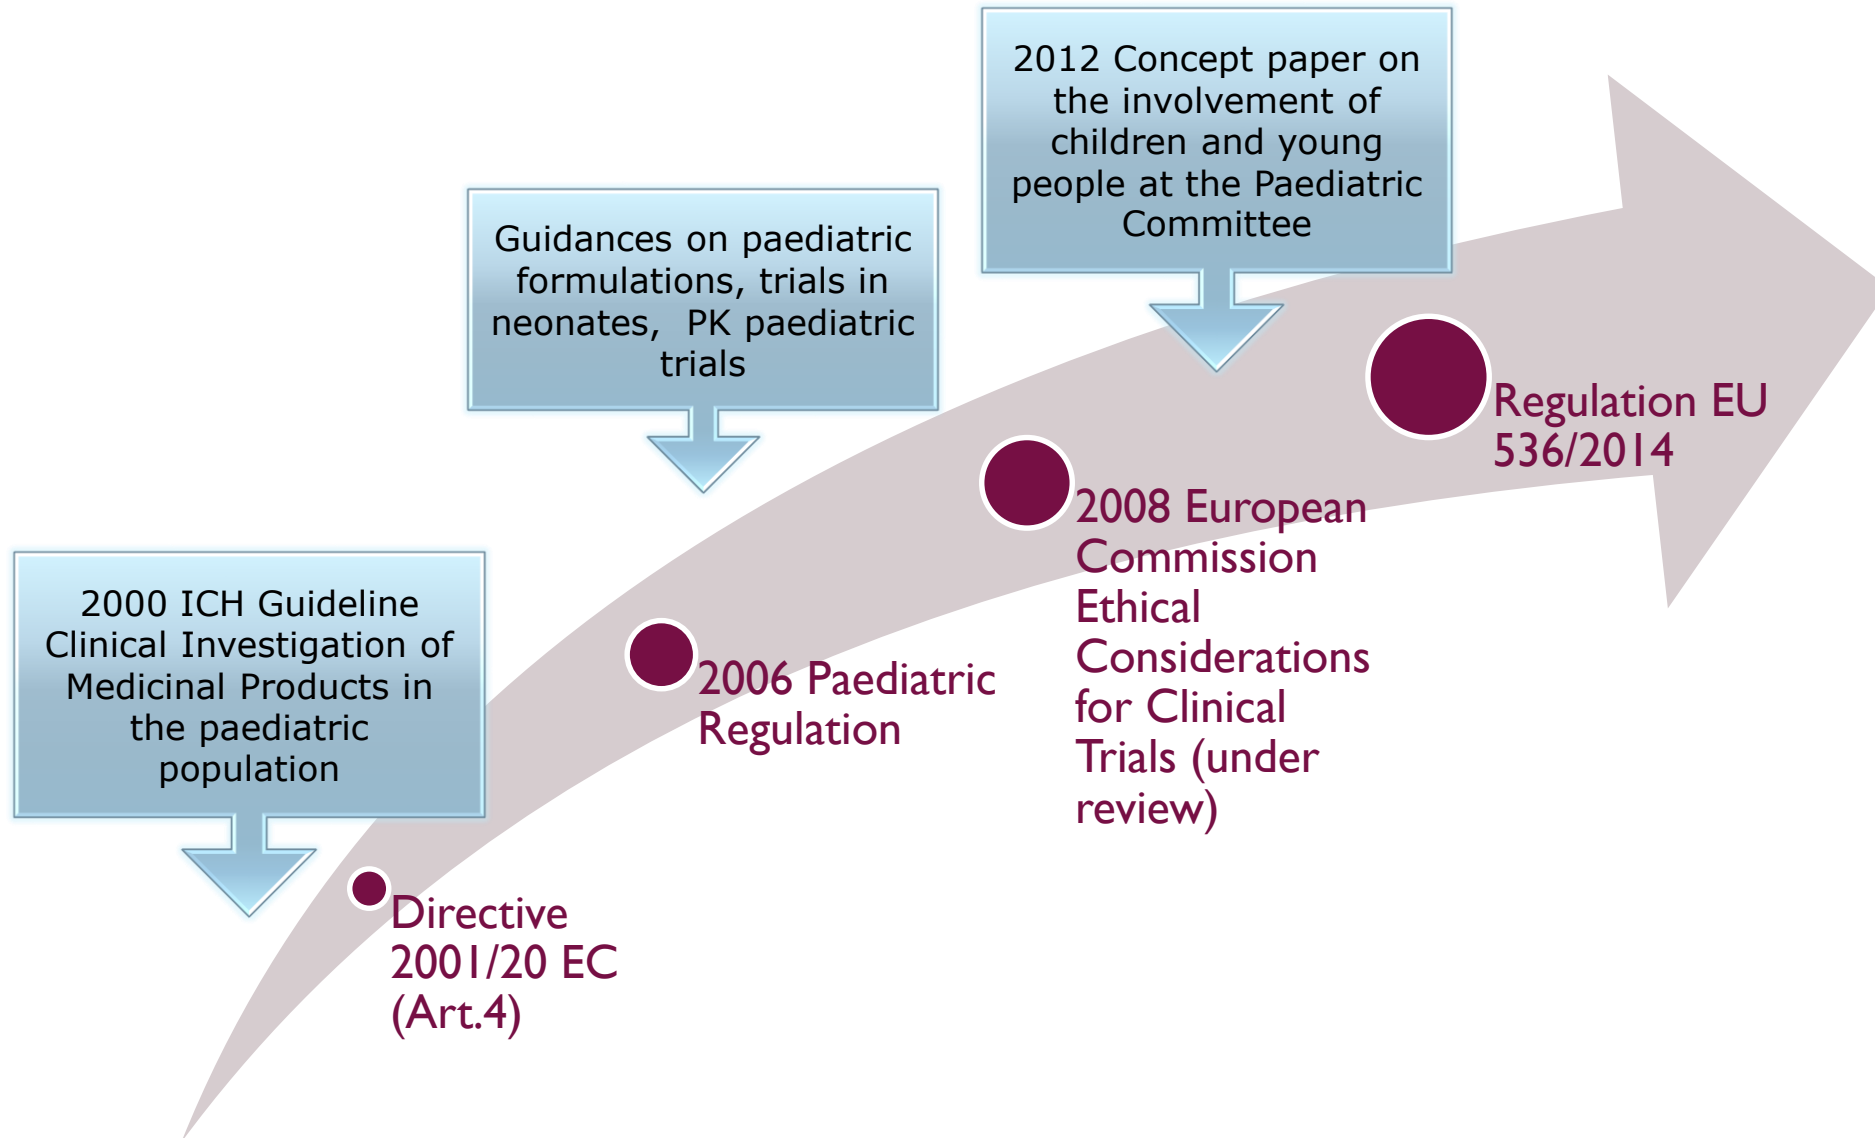 2012 Concept paper on
the involvement of
children and young
people at the Paediatric
Committee
Guidances on paediatric
formulations, trials in
neonates,  PK paediatric
trials
2000 ICH Guideline
Clinical Investigation of
Medicinal Products in
the paediatric
population
Directive
2001/20 EC
(Art.4)
2006 Paediatric
Regulation
2008 European
Commission
Ethical
Considerations
for Clinical
Trials (under
review)
Regulation EU
536/2014